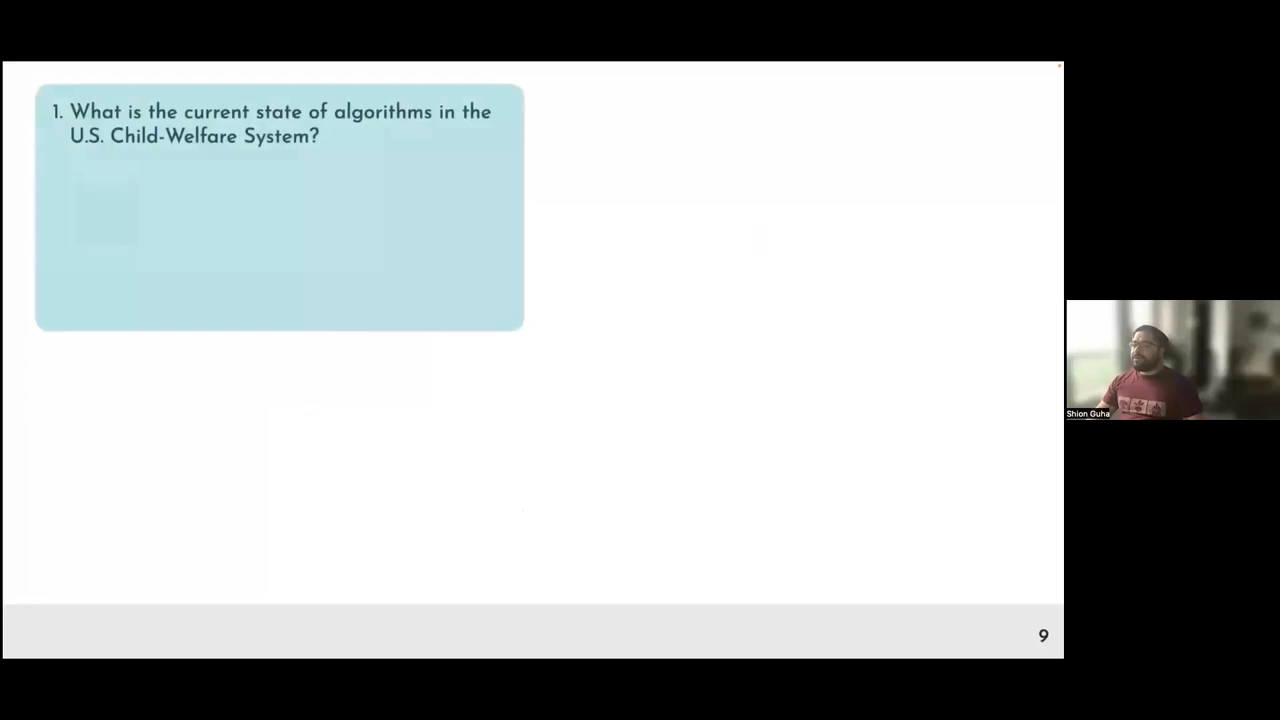 1. What is the current state of algorithms in the
U.S. Child-Welfare System?
Shion Guha
9